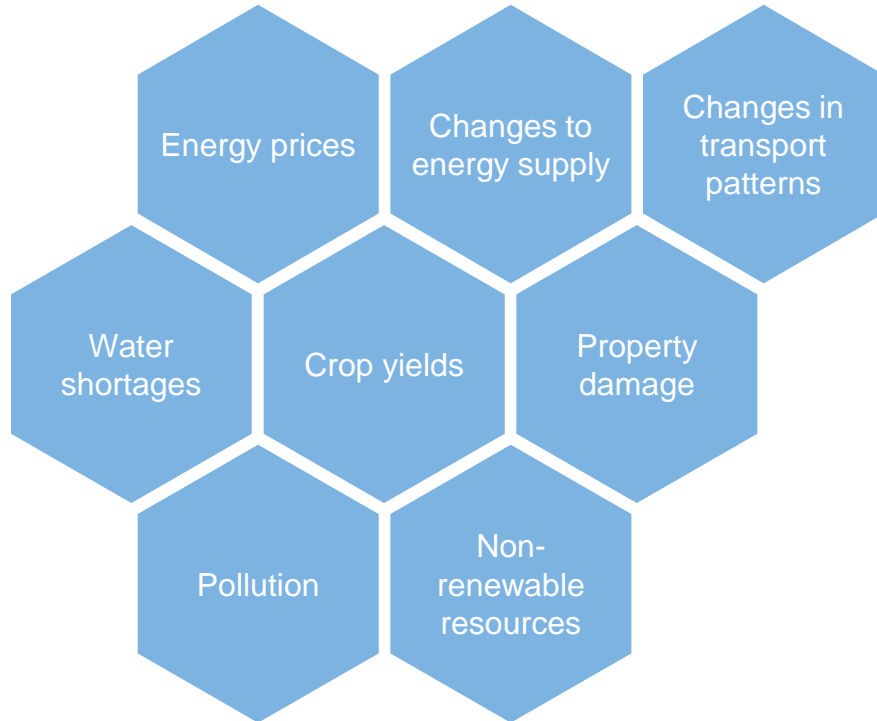 Energy prices
Changes to
energy supply
Changes in
transport
patterns
Water
shortages
Crop yields
Property
damage
Pollution
Non-
renewable
resources